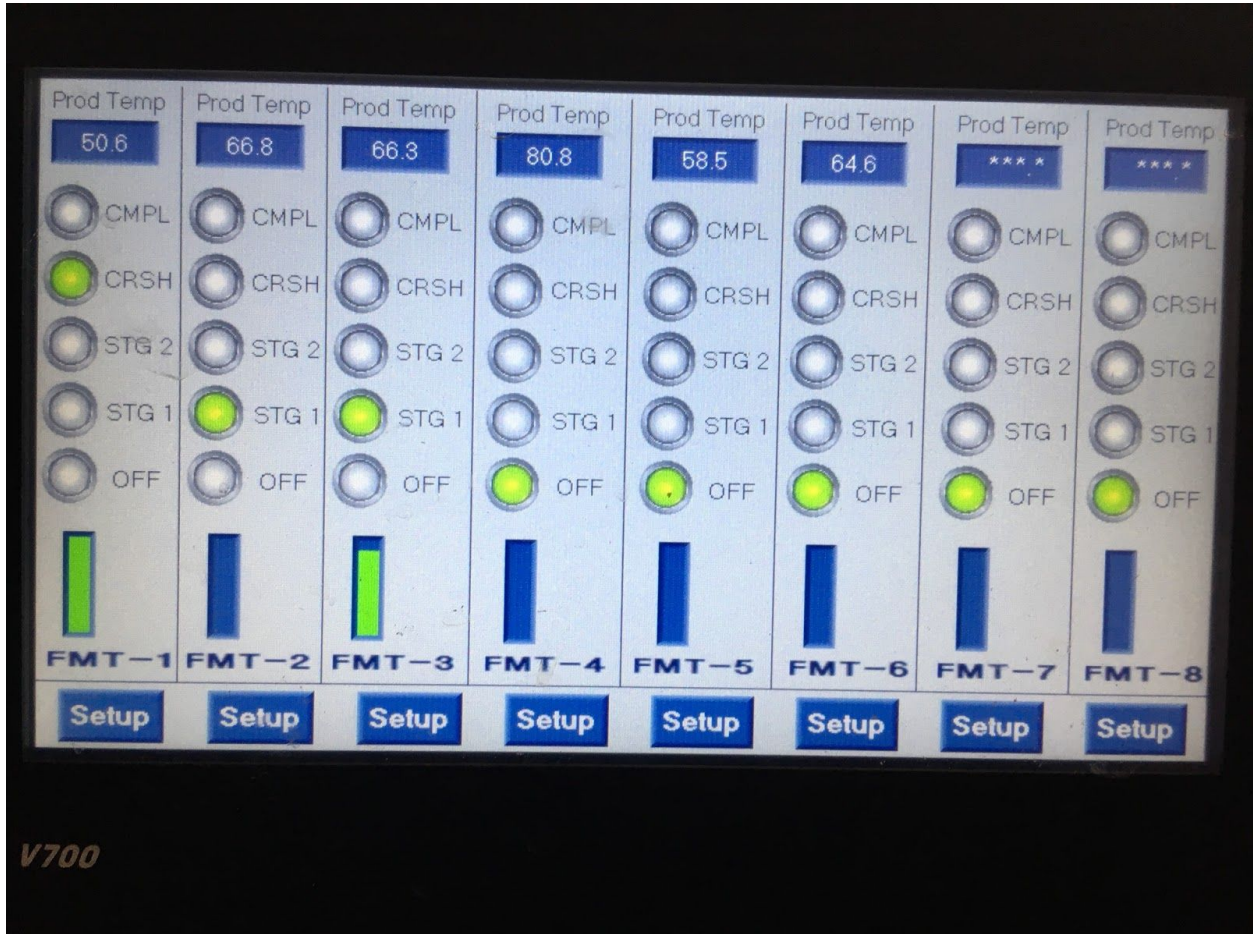 Prod Temp Prod Temp Prod Temp Prod Temp Prod Temp Prod Temp Prod Temp Prod Temp
50.6 66.8 66.3 80.8 58.5 64.6 ***.* ***.*
CMPL CMPL CMPL CMPL CMPL CMPL CMPL CMPL
CRSH CRSH CRSH CRSH CRSH CRSH CRSH CRSH
STG 2 STG 2 STG 2 STG 2 STG 2 STG 2 STG 2 STG 2
STG 1 STG 1 STG 1 STG 1 STG 1 STG 1 STG 1 STG 1
OFF OFF OFF OFF OFF OFF OFF OFF
FMT-1 FMT-2 FMT-3 FMT-4 FMT-5 FMT-6 FMT-7 FMT-8
Setup Setup Setup Setup Setup Setup Setup Setup
V700